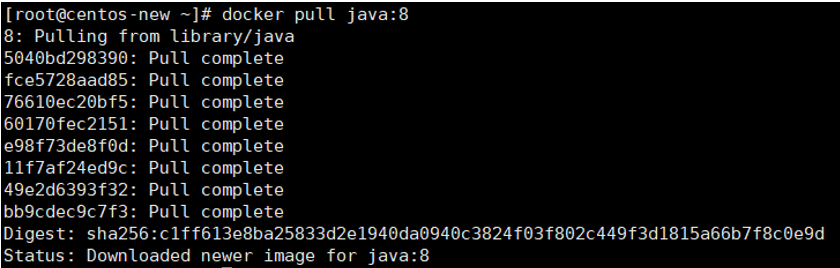 [root@centos-new ~]# docker pull java:8
8: Pulling from library/java
5040bd298390: Pull complete
fce5728aad85: Pull complete
76610ec20bf5: Pull complete
60170fec2151: Pull complete
e98f73de8f0d: Pull complete
11f7af24ed9c: Pull complete
49e2d6393f32: Pull complete
bb9cdec9c7f3: Pull complete
Digest: sha256:c1ff613e8ba25833d2e1940da0940c3824f03f802c449f3d1815a66b7f8c0e9d
Status: Downloaded newer image for java:8